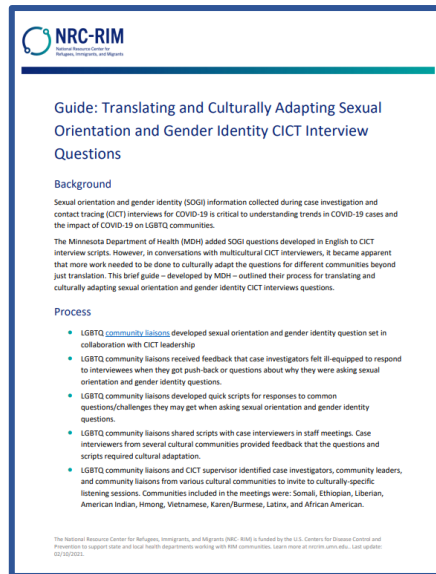 NRC-RIM
National Resource Center for
Refugees, Immigrants, and Migrants
Guide: Translating and Culturally Adapting Sexual
Orientation and Gender Identity CICT Interview
Questions
Background
Sexual orientation and gender identity (SOGI) information collected during case investigation and
contact tracing (CICT) interviews for COVID-19 is critical to understanding trends in COVID-19 cases and
the impact of COVID-19 on LGBTQ communities.
The Minnesota Department of Health (MDH) added SOGI questions developed in English to CICT
interview scripts. However, in conversations with multicultural CICT interviewers, it became apparent
that more work needed to be done to culturally adapt the questions for different communities beyond
just translation. This brief guide – developed by MDH – outlined their process for translating and
culturally adapting sexual orientation and gender identity CICT interviews questions.
Process
• LGBTQ community liaisons developed sexual orientation and gender identity question set in
collaboration with CICT leadership
• LGBTQ community liaisons received feedback that case investigators felt ill-equipped to respond
to interviewees when they got push-back or questions about why they were asking sexual
orientation and gender identity questions.
• LGBTQ community liaisons developed quick scripts for responses to common
questions/challenges they may get when asking sexual orientation and gender identity
questions.
• LGBTQ community liaisons shared scripts with case interviewers in staff meetings. Case
interviewers from several cultural communities provided feedback that the questions and
scripts required cultural adaptation.
• LGBTQ community liaisons and CICT supervisor identified case investigators, community leaders,
and community liaisons from various cultural communities to invite to culturally-specific
listening sessions. Communities included in the meetings were: Somali, Ethiopian, Liberian,
American Indian, Hmong, Vietnamese, Karen/Burmese, Latinx, and African American.
The National Resource Center for Refugees, Immigrants, and Migrants (NRC- RIM) is funded by the U.S. Centers for Disease Control and
Prevention to support state and local health departments working with RIM communities. Learn more at nrcrim.umn.edu.. Last update:
02/10/2021.